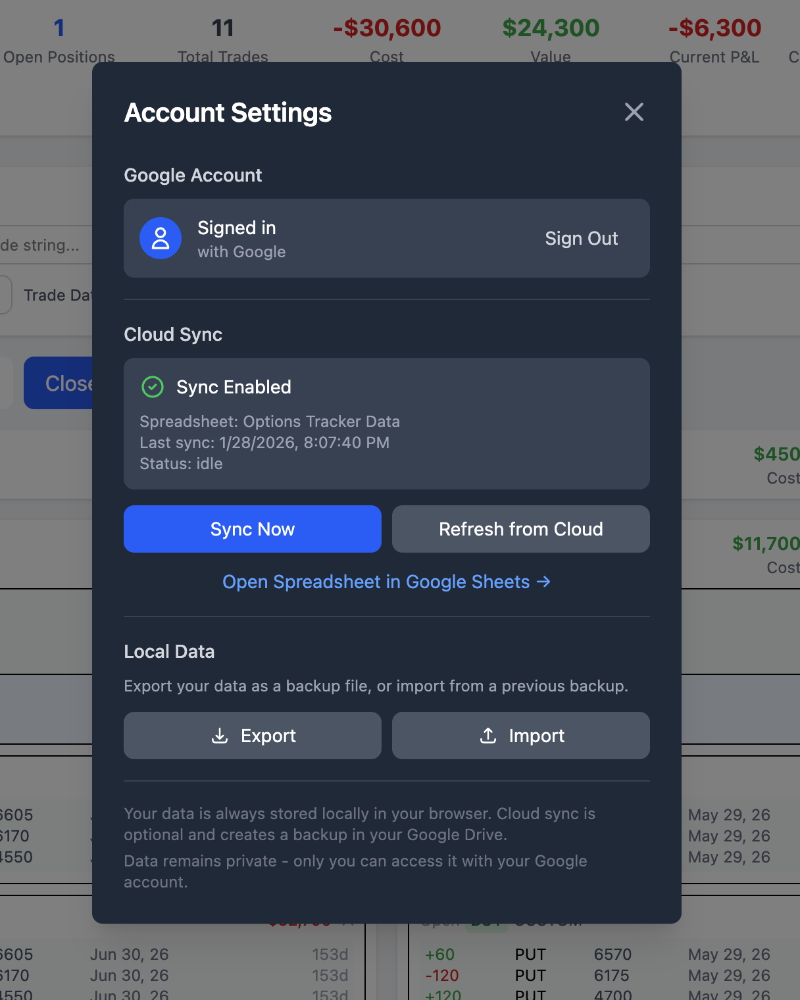 1
11
-$30,600
$24,300
-$6,300
Open Positions
Total Trades
Cost
Value
Current P&L
Account Settings
Google Account
Signed in
with Google
Sign Out
de string...
Trade Dat
Cloud Sync
Close
Sync Enabled
Spreadsheet: Options Tracker Data
Last sync: 1/28/2026, 8:07:40 PM
Status: idle
$450
Cost
Sync Now
Refresh from Cloud
$11,700
Cost
Open Spreadsheet in Google Sheets →
Local Data
Export your data as a backup file, or import from a previous backup.
Export
Import
Your data is always stored locally in your browser. Cloud sync is
optional and creates a backup in your Google Drive.
Data remains private - only you can access it with your Google
account.
6605
May 29, 26
6170
May 29, 26
4550
May 29, 26
6605 Jun 30, 26 153d
6170 Jun 30, 26 153d
4550 Jun 30, 26 153d
+60 PUT 6570 May 29, 26
-120 PUT 6175 May 29, 26
+120 PUT 4700 May 29, 26